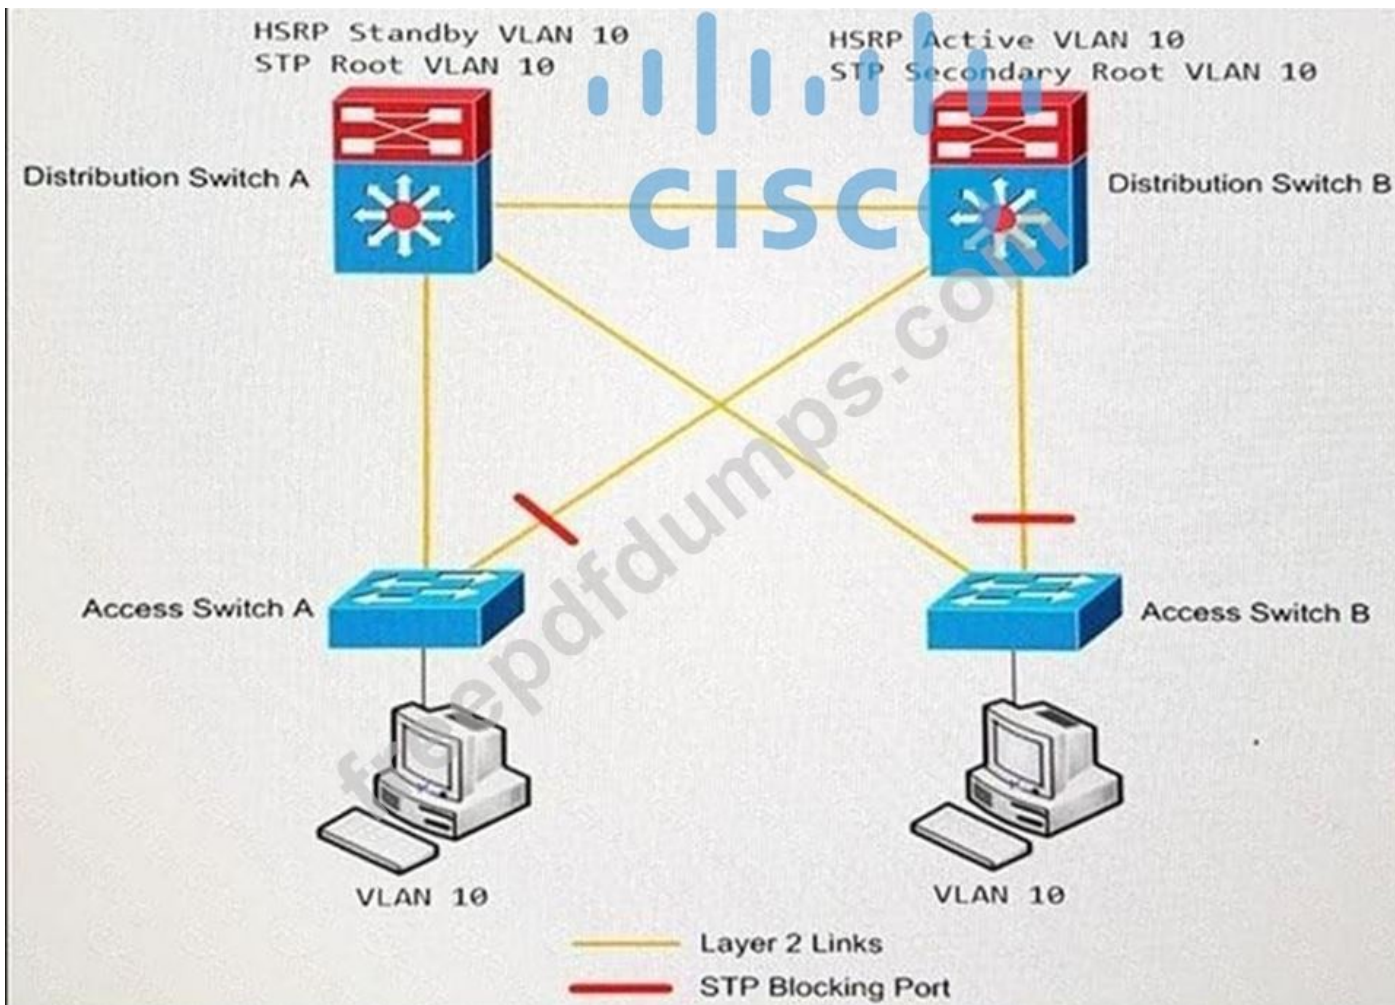 HSRP Standby VLAN 10
STP Root VLAN 10
HSRP Active VLAN 10
STP Secondary Root VLAN 10
CISCO
Distribution Switch A
Distribution Switch B
freepdfdumps.com
Access Switch A
Access Switch B
VLAN 10
VLAN 10
Layer 2 Links
STP Blocking Port